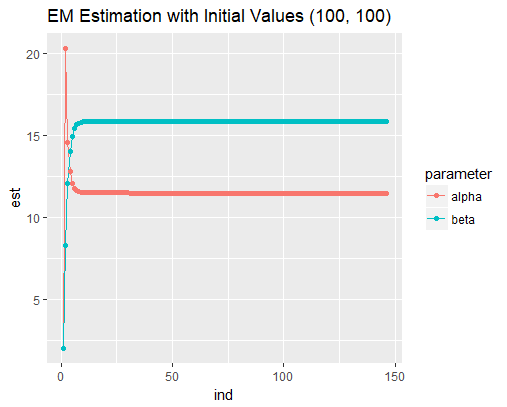 EM Estimation with Initial Values (100, 100)
20
15
10
5
est
0
50
100
150
ind
parameter
alpha
beta